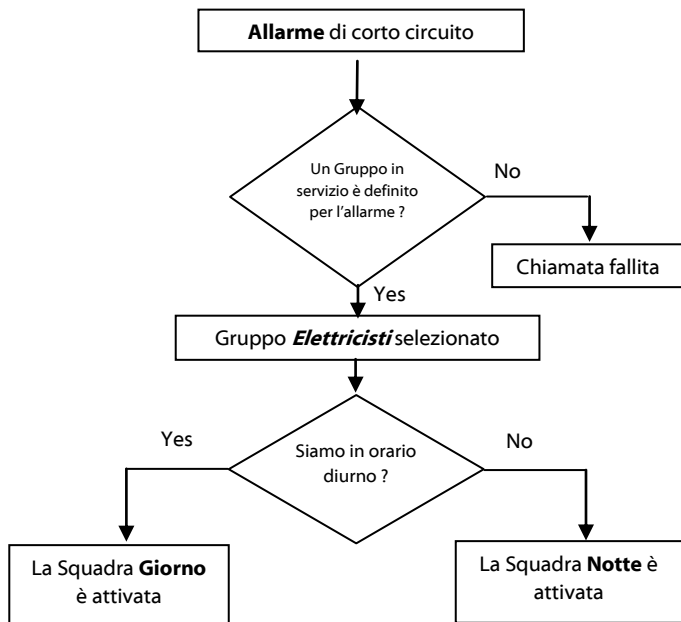 Allarme di corto circuito
Un Gruppo in
servizio è definito
per l'allarme ?
No
Chiamata fallita
Yes
Gruppo Elettricisti selezionato
Yes
Siamo in orario
diurno ?
No
La Squadra Giorno
è attivata
La Squadra Notte è
attivata